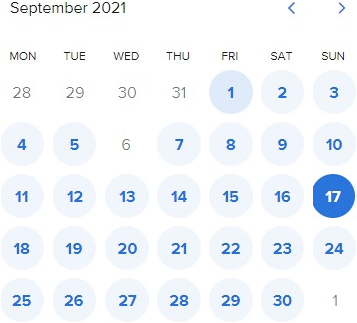 September 2021
MON TUE WED THU FRI SAT SUN
28 29 30 31 1 2 3
4 5 6 7 8 9 10
11 12 13 14 15 16 17
18 19 20 21 22 23 24
25 26 27 28 29 30 1